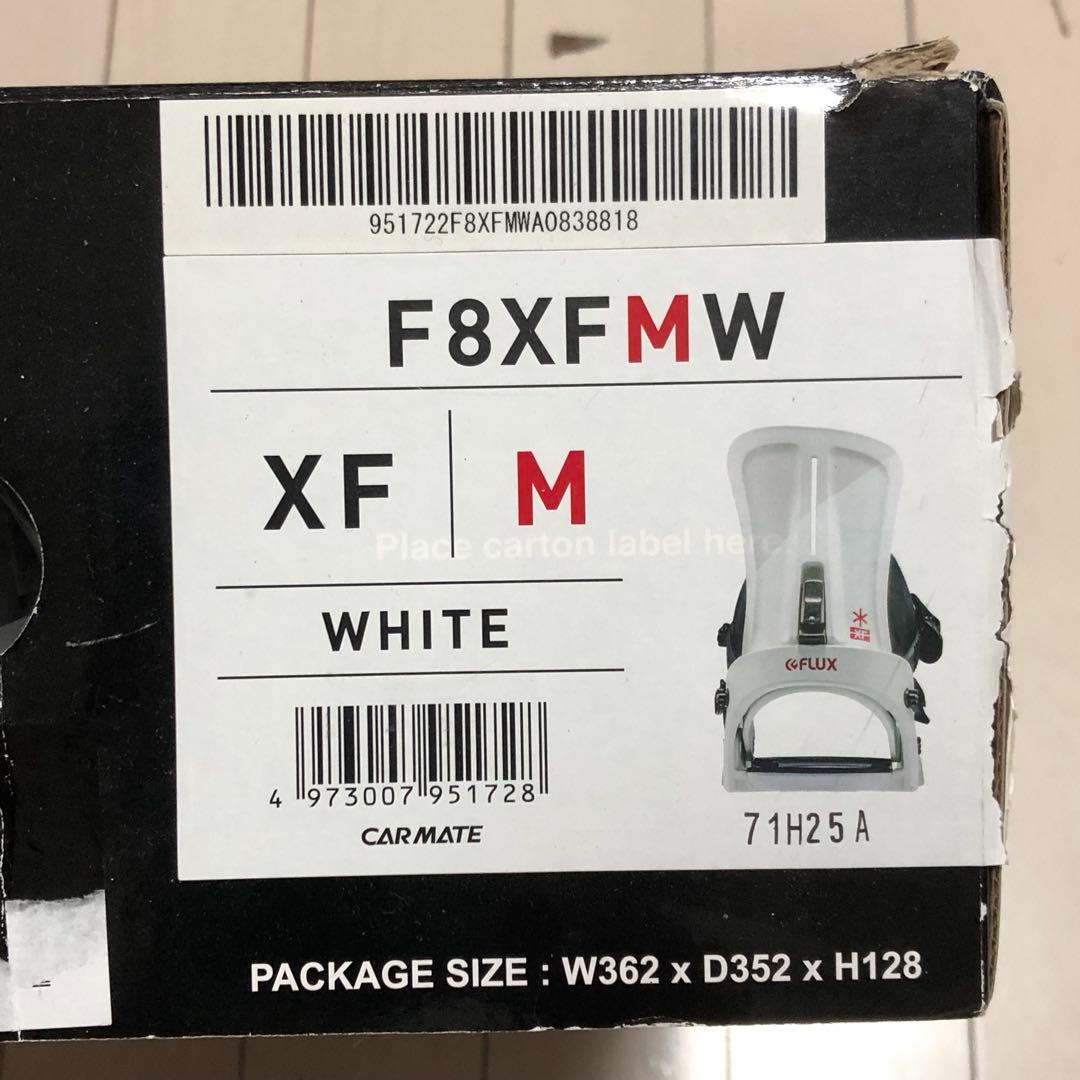 951722F8XFMWA0838818
F8XFMW
XF M
Place carton label here.
WHITE
XF
FLUX
4 973007 951728
CARMATE
71H25A
PACKAGE SIZE : W362 x D352 x H128